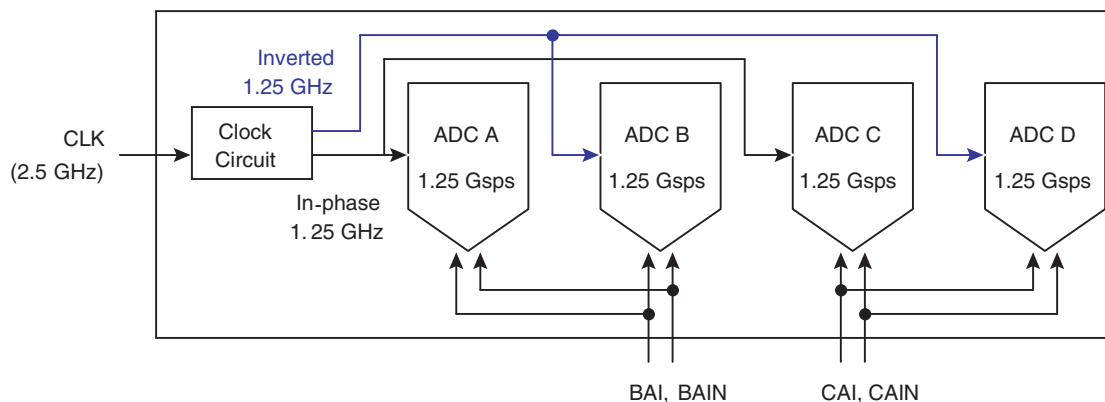 Inverted
1.25 GHz
CLK
(2.5 GHz)
Clock
Circuit
In-phase
1.25 GHz
ADC A
1.25 Gsps
ADC B
1.25 Gsps
ADC C
1.25 Gsps
ADC D
1.25 Gsps
BAI, BAIN
CAI, CAIN